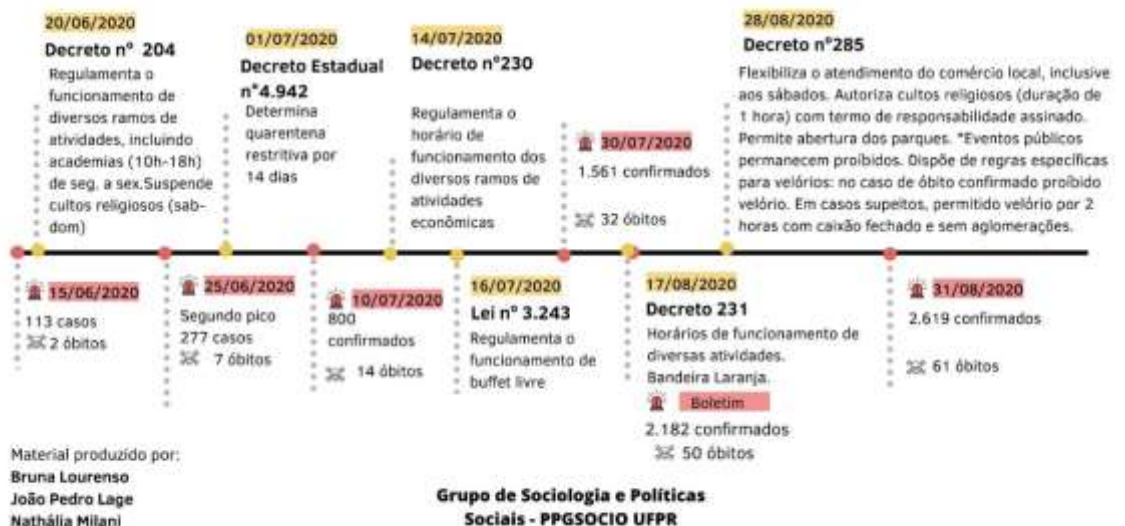 20/06/2020
Decreto nº 204
Regulamenta o
funcionamento de
diversos ramos de
atividades, incluindo
academias (10h-18h)
de seg. a sex.Suspende
cultos religiosos (sab-
dom)
01/07/2020
Decreto Estadual
n°4.942
Determina
quarentena
restritiva por
14 dias
14/07/2020
Decreto n°230
Regulamenta o
horário de
funcionamento dos
diversos ramos de
atividades
econômicas
30/07/2020
1.561 confirmados
32 óbitos
28/08/2020
Decreto n°285
Flexibiliza o atendimento do comércio local, inclusive
aos sábados. Autoriza cultos religiosos (duração de
1 hora) com termo de responsabilidade assinado.
Permite abertura dos parques. *Eventos públicos
permanecem proibidos. Dispõe de regras específicas
para velórios: no caso de óbito confirmado proibido
velório. Em casos supeitos, permitido velório por 2
horas com caixão fechado e sem aglomerações.
15/06/2020
113 casos
2 óbitos
25/06/2020
Segundo pico
277 casos
7 óbitos
10/07/2020
800
confirmados
14 óbitos
16/07/2020
Lei nº 3.243
Regulamenta o
funcionamento de
buffet livre
17/08/2020
Decreto 231
Horários de funcionamento de
diversas atividades.
Bandeira Laranja.
Boletim
2.182 confirmados
50 óbitos
31/08/2020
2.619 confirmados
61 óbitos
Material produzido por:
Bruna Lourenso
João Pedro Lage
Nathália Milani
Grupo de Sociologia e Políticas
Sociais - PPGSOCIO UFPR